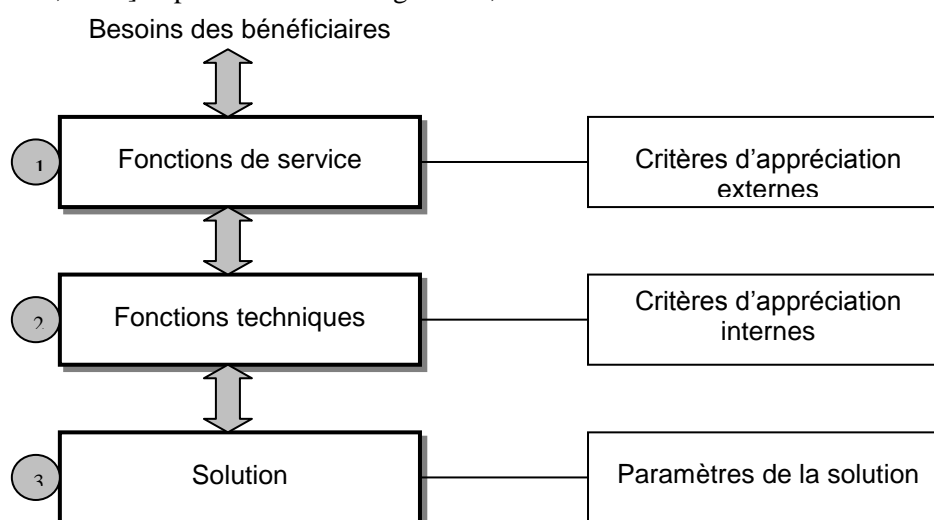 Besoins des bénéficiaires
1
Fonctions de service
Critères d'appréciation
externes
2
Fonctions techniques
Critères d'appréciation
internes
3
Solution
Paramètres de la solution